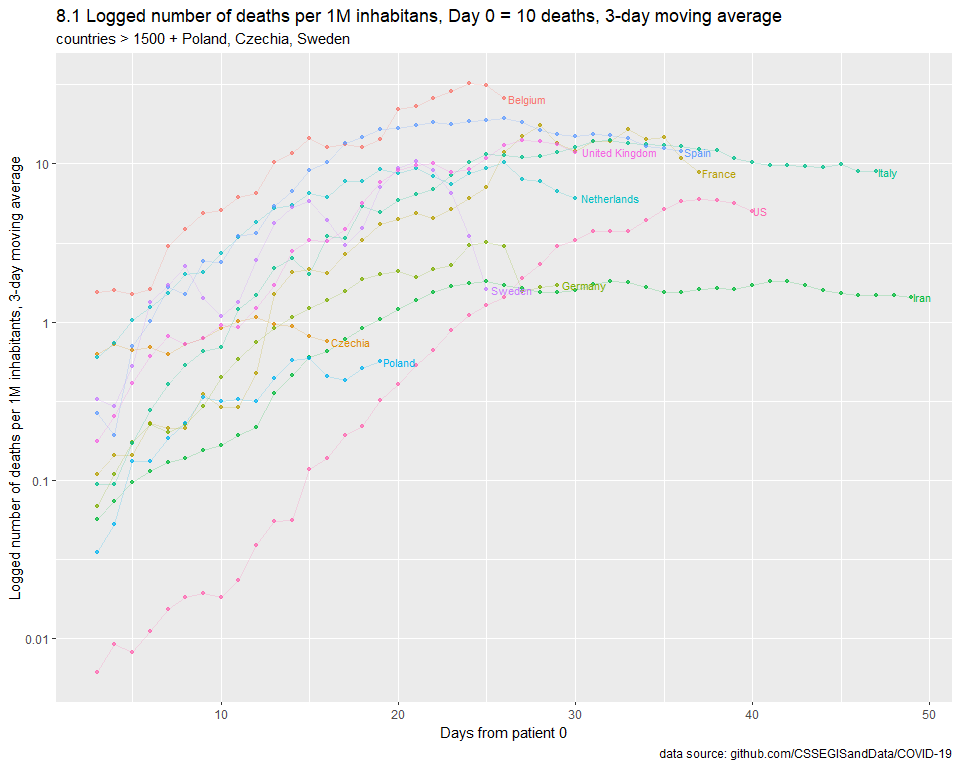 8.1 Logged number of deaths per 1M inhabitans, Day 0 = 10 deaths, 3-day moving average
countries > 1500 + Poland, Czechia, Sweden
Logged number of deaths per 1M inhabitants, 3-day moving average
10
1
0.1
0.01
Belgium
United Kingdom
Spain
France
Italy
Netherlands
US
Sweden
Germany
Iran
Czechia
Poland
10
20
30
40
50
Days from patient 0
data source: github.com/CSSEGISandData/COVID-19